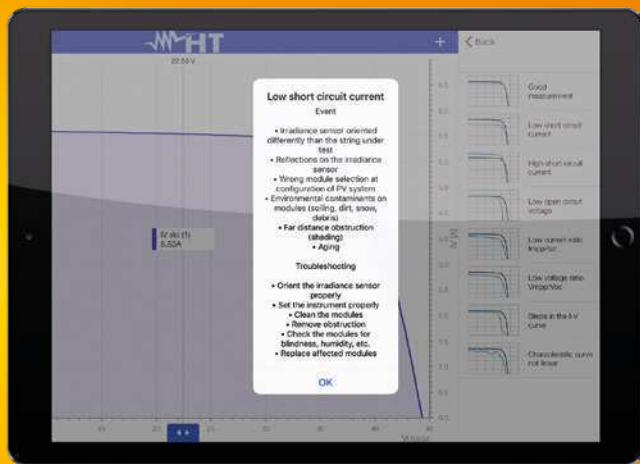 HT
+
Back
22.53 V
Low short circuit current
Event
• Irradiance sensor oriented
differently than the string under
test
• Reflections on the irradiance
sensor
• Wrong module selection at
configuration of PV system
• Environmental contaminants on
modules (soiling, dirt, snow,
debris)
• Far distance obstruction
(shading)
• Aging
Troubleshooting
• Orient the irradiance sensor
properly
• Set the instrument properly
• Clean the modules
• Remove obstruction
• Check the modules for
blindness, humidity, etc.
• Replace affected modules
OK
Good
measurement
Low short circuit
current
High short circuit
current
Low open circuit
voltage
Low current ratio
Impp/Isc
Low voltage ratio
Vmpp/Voc
Steps in the I-V
curve
Characteristic curve
not linear